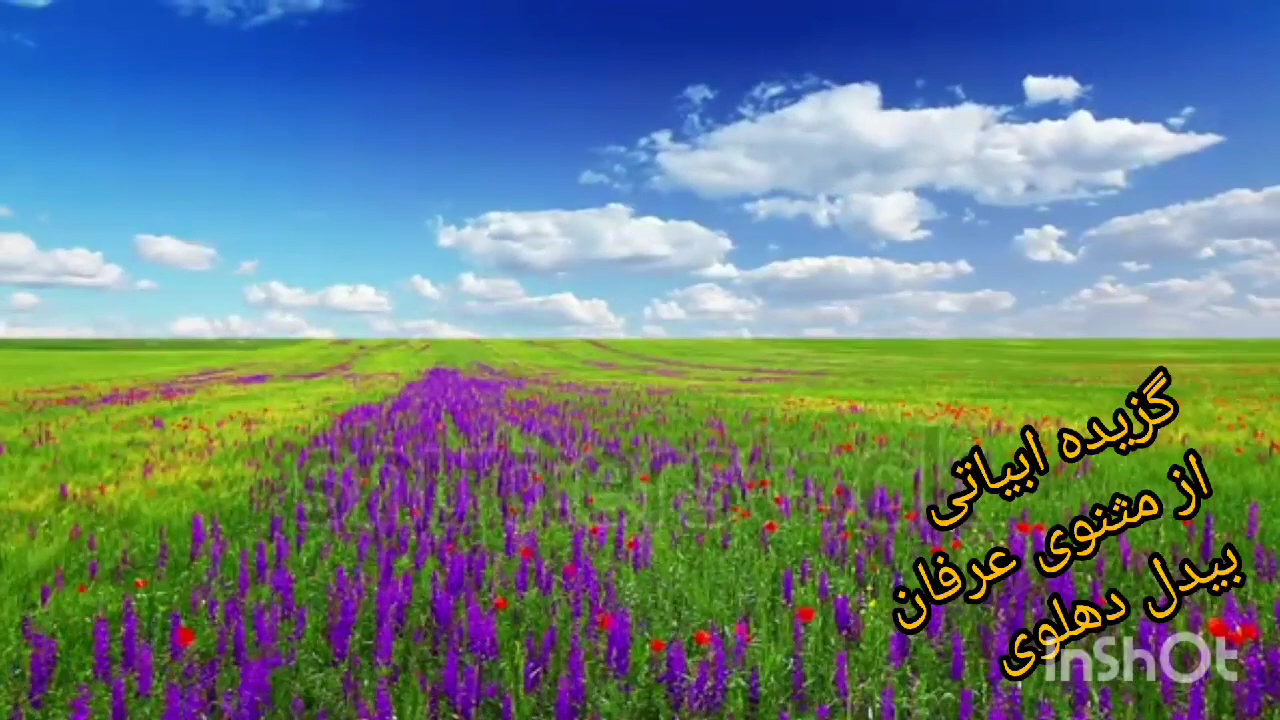 گزیده ابیاتی
از مثنوی عرفان
بیدل دهلوی
InShOt